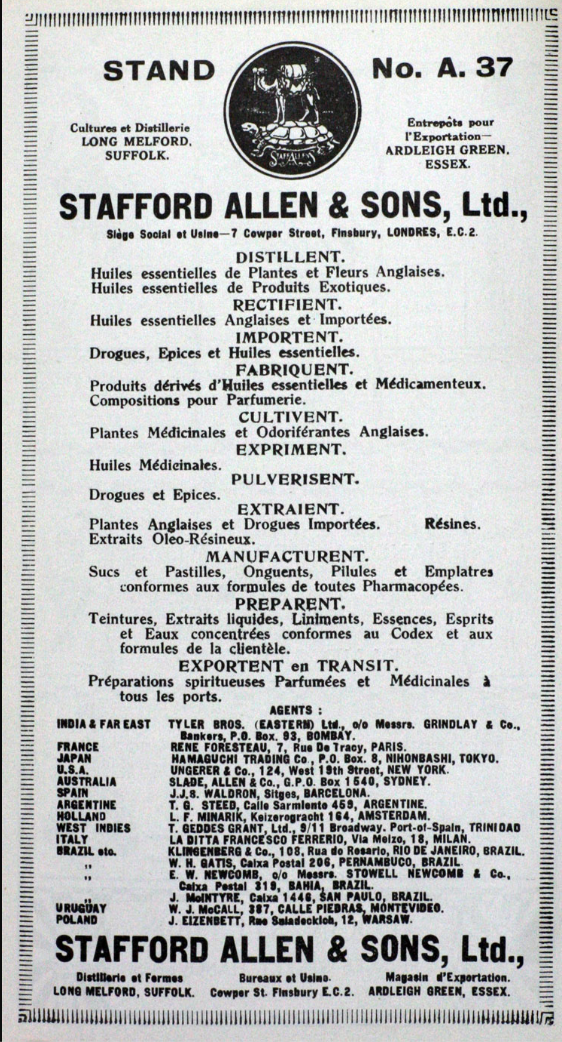 STAND No. A. 37
Cultures et Distillerie
LONG MELFORD,
SUFFOLK.
Entrepôts pour
l'Exportation—
ARDLEIGH GREEN,
ESSEX.
STAFFORD ALLEN & SONS, Ltd.,
Siège Social et Usine—7 Cowper Street, Finsbury, LONDRES, E.C.2.
DISTILLENT.
Huiles essentielles de Plantes et Fleurs Anglaises.
Huiles essentielles de Produits Exotiques.
RECTIFIENT.
Huiles essentielles Anglaises et Importées.
IMPORTENT.
Drogues, Epices et Huiles essentielles.
FABRIQUENT.
Produits dérivés d'Huiles essentielles et Médicamenteux.
Compositions pour Parfumerie.
CULTIVENT.
Plantes Médicinales et Odoriférantes Anglaises.
EXPRIMENT.
Huiles Médicinales.
PULVERISENT.
Drogues et Epices.
EXTRAIENT.
Plantes Anglaises et Drogues Importées. Résines.
Extraits Oleo-Résineux.
MANUFACTURENT.
Sucs et Pastilles, Onguents, Pilules et Emplatres
conformes aux formules de toutes Pharmacopées.
PREPARENT.
Teintures, Extraits liquides, Liniments, Essences, Esprits
et Eaux concentrées conformes au Codex et aux
formules de la clientèle.
EXPORTENT en TRANSIT.
Préparations spiritueuses Parfumées et Médicinales à
tous les ports.
AGENTS :
INDIA & FAR EAST TYLER BROS. (EASTERN) Ltd., c/o Messrs. GRINDLAY & Co.,
Bankers, P.O. Box. 93, BOMBAY.
FRANCE RENE FORESTEAU, 7, Rue De Tracy, PARIS.
JAPAN HAMAGUCHI TRADING Co., P.O. Box. 8, NIHONBASHI, TOKYO.
U.S.A. UNGERER & Co., 124, West 19th Street, NEW YORK.
AUSTRALIA SLADE, ALLEN & Co., G.P.O. Box 1540, SYDNEY.
SPAIN J.J.S. WALDRON, Sitges, BARCELONA.
ARGENTINE T. G. STEED, Calle Sarmiento 459, ARGENTINE.
HOLLAND L. F. MINARIK, Keizerogracht 164, AMSTERDAM.
WEST INDIES T. GEDDES GRANT, Ltd., 9/11 Broadway. Port-of-Spain, TRINIDAD
ITALY LA DITTA FRANCESCO FERRERIO, Via Meizo, 18, MILAN.
BRAZIL etc. KLINGENBERG & Co., 108, Rua do Rosario, RIO DE JANEIRO, BRAZIL.
,, W. H. GATIS, Caixa Postal 206, PERNAMBUCO, BRAZIL
,, E. W. NEWCOMB, c/o Messrs. STOWELL NEWCOMB & Co.,
Caixa Postal 319, BAHIA, BRAZIL.
,, J. McINTYRE, Caixa 1446, SAN PAULO, BRAZIL.
URUGUAY W. J. McCALL, 387, CALLE PIEDRAS, MONTEVIDEO.
POLAND J. EIZENBETT, Rue 12, WARSAW.
STAFFORD ALLEN & SONS, Ltd.,
Distillerie et Fermes Bureaux et Usine. Magasin d'Exportation.
LONG MELFORD, SUFFOLK. Cowper St. Finsbury E.C.2. ARDLEIGH GREEN, ESSEX.